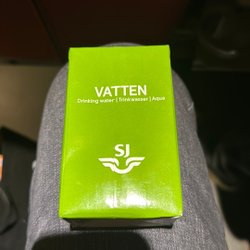 VATTEN
Drinking water | Trinkwasser | Aqua
SJ